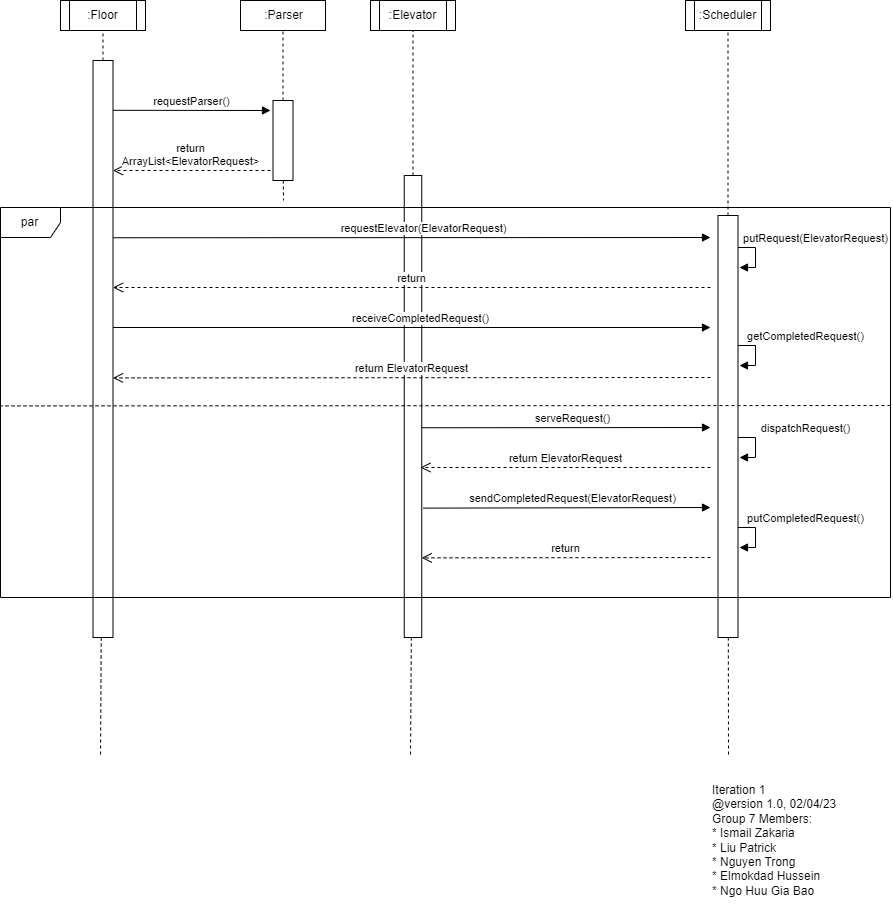 :Floor
:Parser
:Elevator
:Scheduler
requestParser()
return
ArrayList<ElevatorRequest>
par
requestElevator(ElevatorRequest)
putRequest(ElevatorRequest)
return
receiveCompletedRequest()
getCompletedRequest()
return ElevatorRequest
serveRequest()
dispatchRequest()
return ElevatorRequest
sendCompletedRequest(ElevatorRequest)
putCompletedRequest()
return
Iteration 1
@version 1.0, 02/04/23
Group 7 Members:
* Ismail Zakaria
* Liu Patrick
* Nguyen Trong
* Elmokdad Hussein
* Ngo Huu Gia Bao